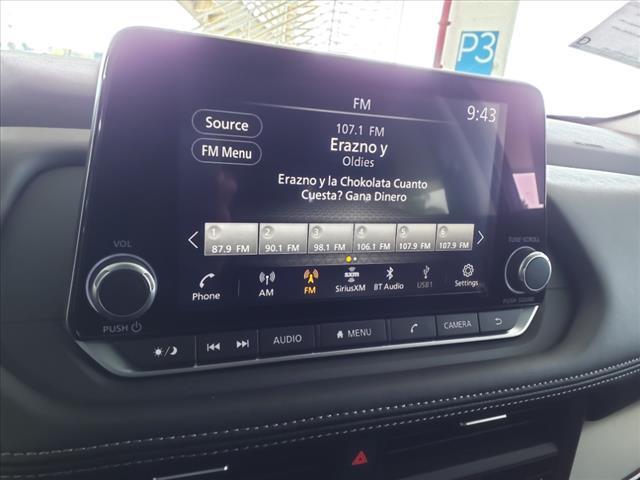 P3
FM
9:43
Source
107.1 FM
Erazno y
FM Menu
Oldies
Erazno y la Chokolata Cuanto
Cuesta? Gana Dinero
1 2 3 4 5 6
87.9 FM 90.1 FM 98.1 FM 106.1 FM 107.9 FM 107.9 FM
VOL
TUNE·SCROLL
Phone AM FM SiriusXM BT Audio USB1 Settings
sxm
PUSH
PUSH SOUND
AUDIO MENU CAMERA